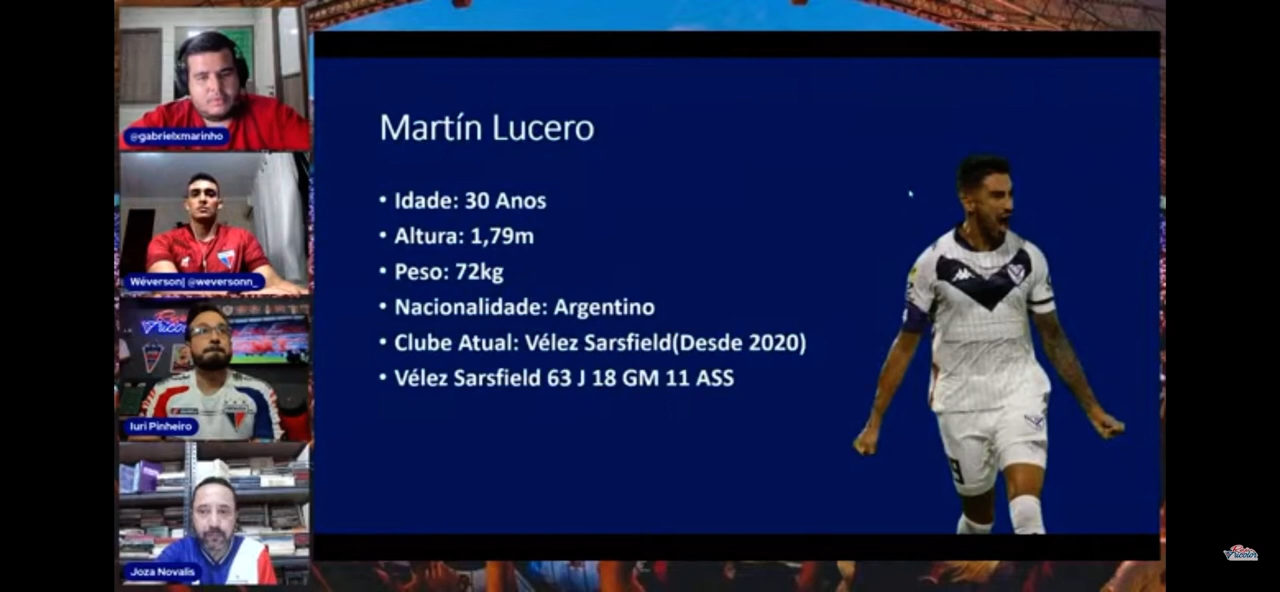 @gabrielxmarinho
Wéverson| @weversonn_
Iuri Pinheiro
Joza Novalis
Martín Lucero
• Idade: 30 Anos
• Altura: 1,79m
• Peso: 72kg
• Nacionalidade: Argentino
• Clube Atual: Vélez Sarsfield(Desde 2020)
• Vélez Sarsfield 63 J 18 GM 11 ASS